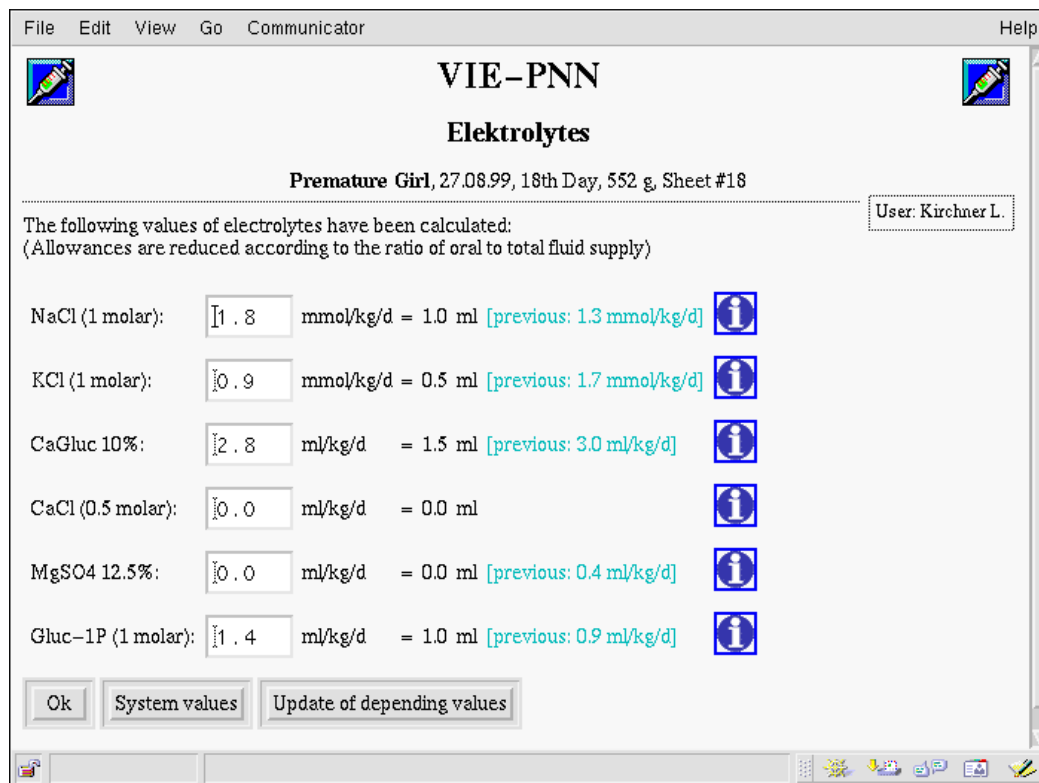 File Edit View Go Communicator Help
VIE-PNN
Elektrolytes
Premature Girl, 27.08.99, 18th Day, 552 g, Sheet #18
User: Kirchner L.
The following values of electrolytes have been calculated:
(Allowances are reduced according to the ratio of oral to total fluid supply)
NaCl (1 molar): 1.8 mmol/kg/d = 1.0 ml [previous: 1.3 mmol/kg/d]
KCl (1 molar): 0.9 mmol/kg/d = 0.5 ml [previous: 1.7 mmol/kg/d]
CaGluc 10%: 2.8 ml/kg/d = 1.5 ml [previous: 3.0 ml/kg/d]
CaCl (0.5 molar): 0.0 ml/kg/d = 0.0 ml
MgSO4 12.5%: 0.0 ml/kg/d = 0.0 ml [previous: 0.4 ml/kg/d]
Gluc-1P (1 molar): 1.4 ml/kg/d = 1.0 ml [previous: 0.9 ml/kg/d]
Ok System values Update of depending values